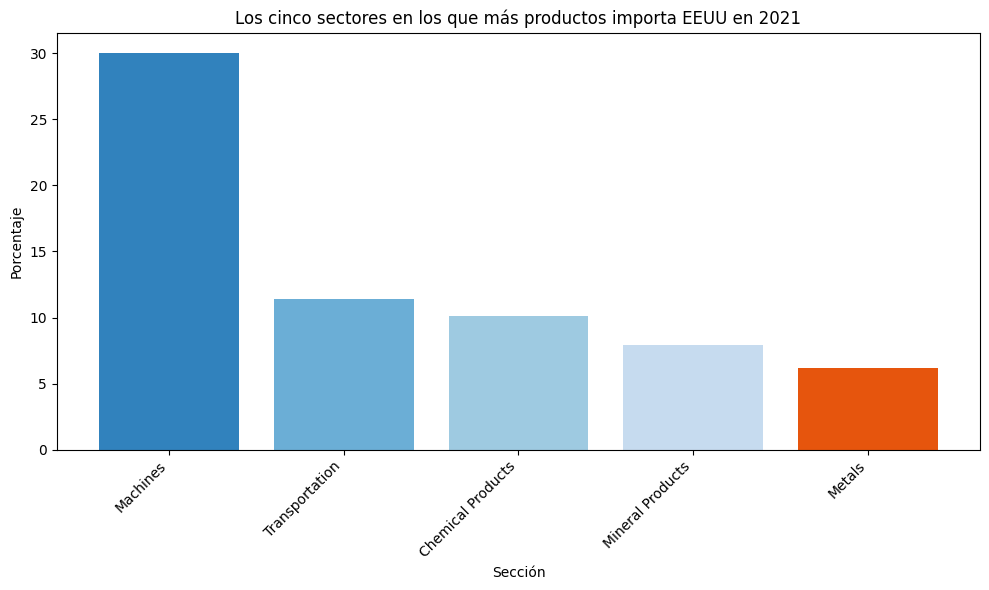 Los cinco sectores en los que más productos importa EEUU en 2021
Porcentaje
30
25
20
15
10
5
0
Machines
Transportation
Chemical Products
Mineral Products
Metals
Sección